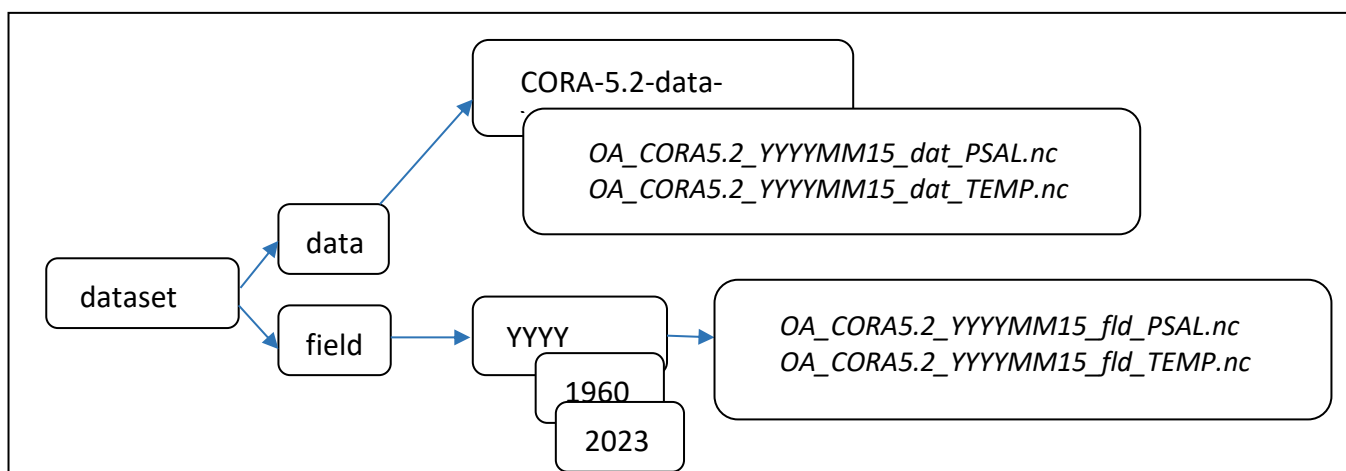 CORA-5.2-data-
OA_CORA5.2_YYYYMM15_dat_PSAL.nc
OA_CORA5.2_YYYYMM15_dat_TEMP.nc
data
dataset
field
YYYY
1960
2023
OA_CORA5.2_YYYYMM15_fld_PSAL.nc
OA_CORA5.2_YYYYMM15_fld_TEMP.nc